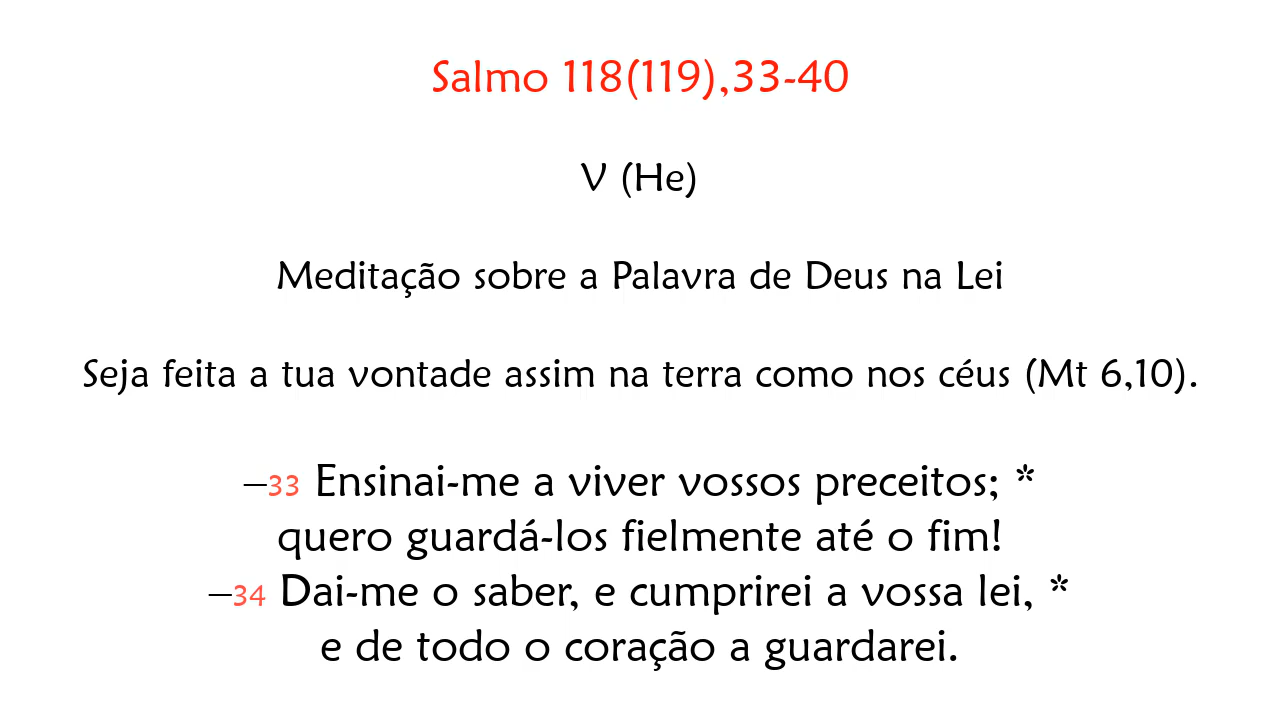 Salmo 118(119),33-40
V (He)
Meditação sobre a Palavra de Deus na Lei
Seja feita a tua vontade assim na terra como nos céus (Mt 6,10).
–33 Ensinai-me a viver vossos preceitos; *
quero guardá-los fielmente até o fim!
–34 Dai-me o saber, e cumprirei a vossa lei, *
e de todo o coração a guardarei.